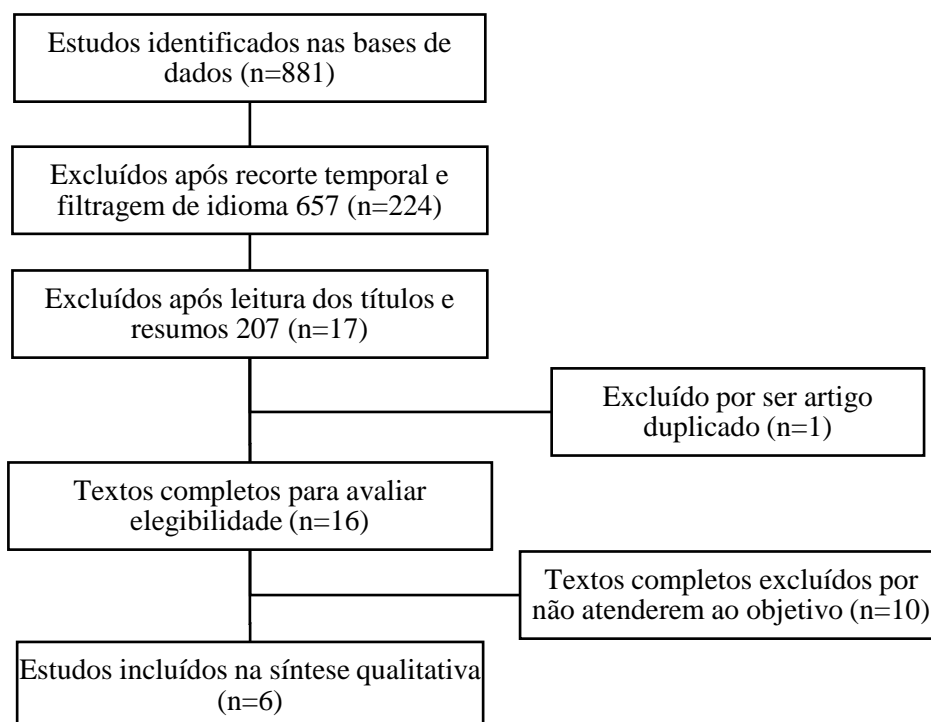 Estudos identificados nas bases de
dados (n=881)
Excluídos após recorte temporal e
filtragem de idioma 657 (n=224)
Excluídos após leitura dos títulos e
resumos 207 (n=17)
Excluído por ser artigo
duplicado (n=1)
Textos completos para avaliar
elegibilidade (n=16)
Textos completos excluídos por
não atenderem ao objetivo (n=10)
Estudos incluídos na síntese qualitativa
(n=6)